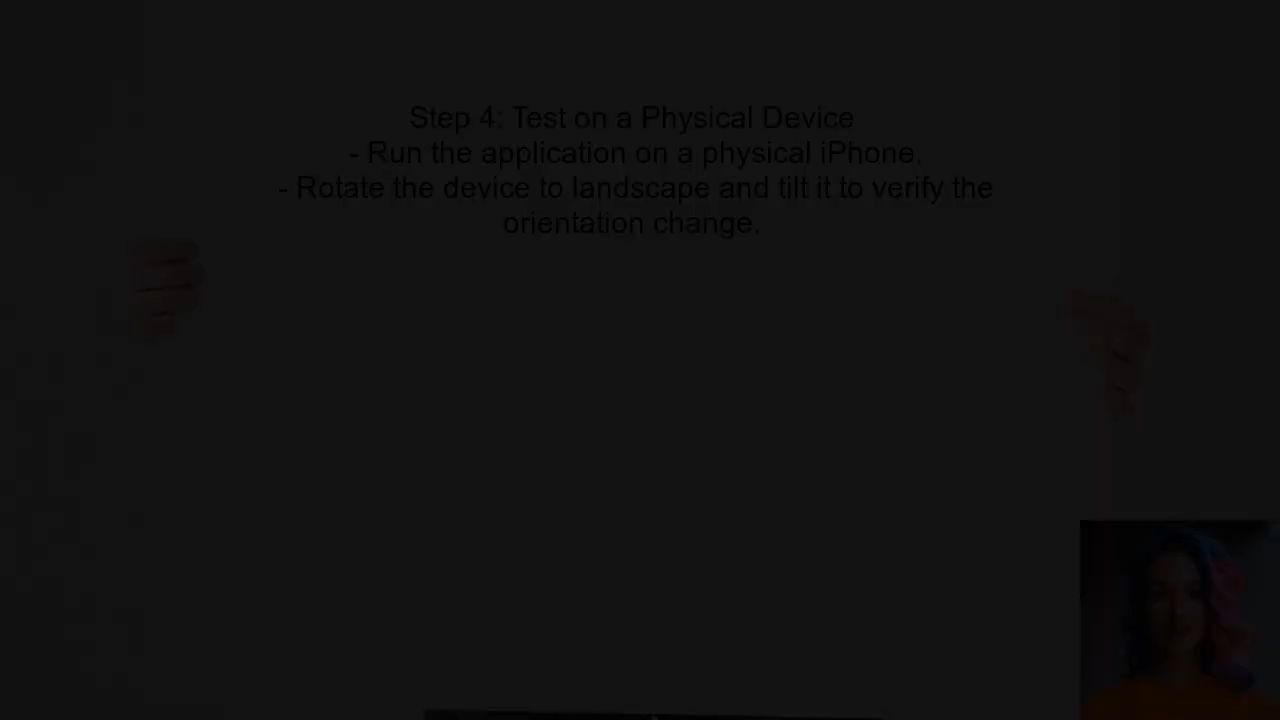 Step 4: Test on a Physical Device
- Run the application on a physical iPhone.
- Rotate the device to landscape and tilt it to verify the
orientation change.